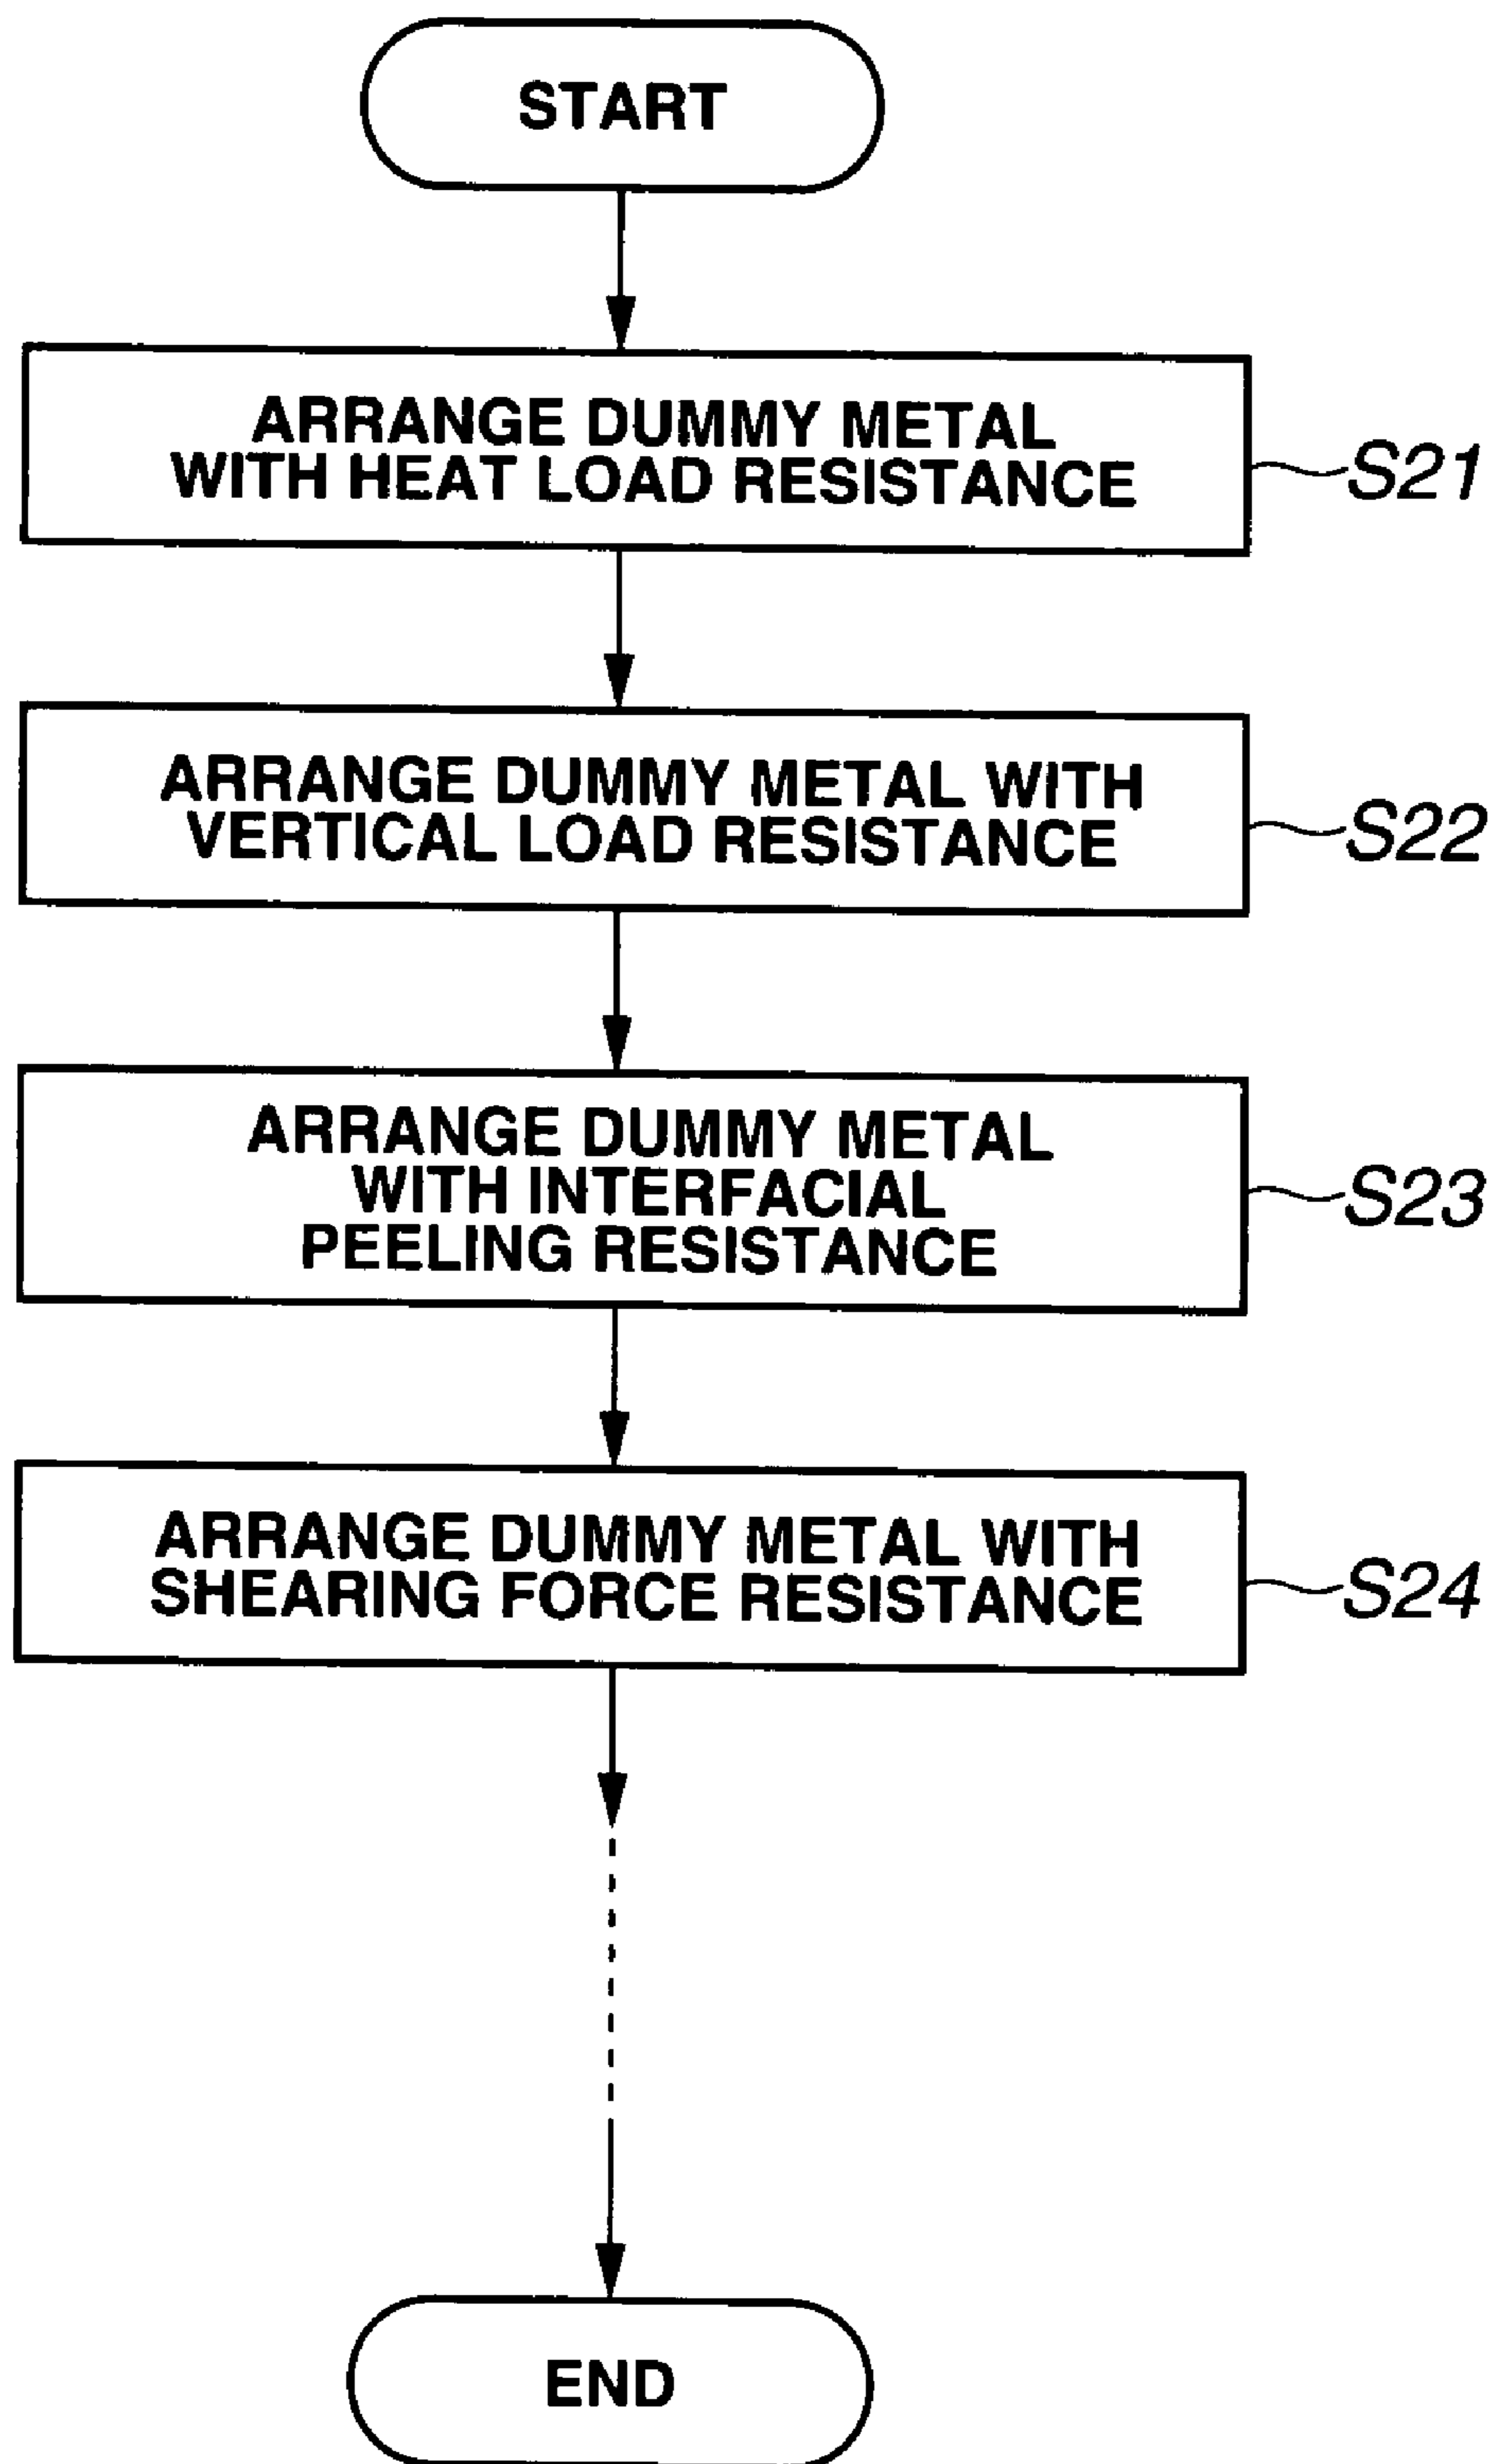 START
ARRANGE DUMMY METAL
WITH HEAT LOAD RESISTANCE
S21
ARRANGE DUMMY METAL WITH
VERTICAL LOAD RESISTANCE
S22
ARRANGE DUMMY METAL
WITH INTERFACIAL
PEELING RESISTANCE
S23
ARRANGE DUMMY METAL WITH
SHEARING FORCE RESISTANCE
S24
END